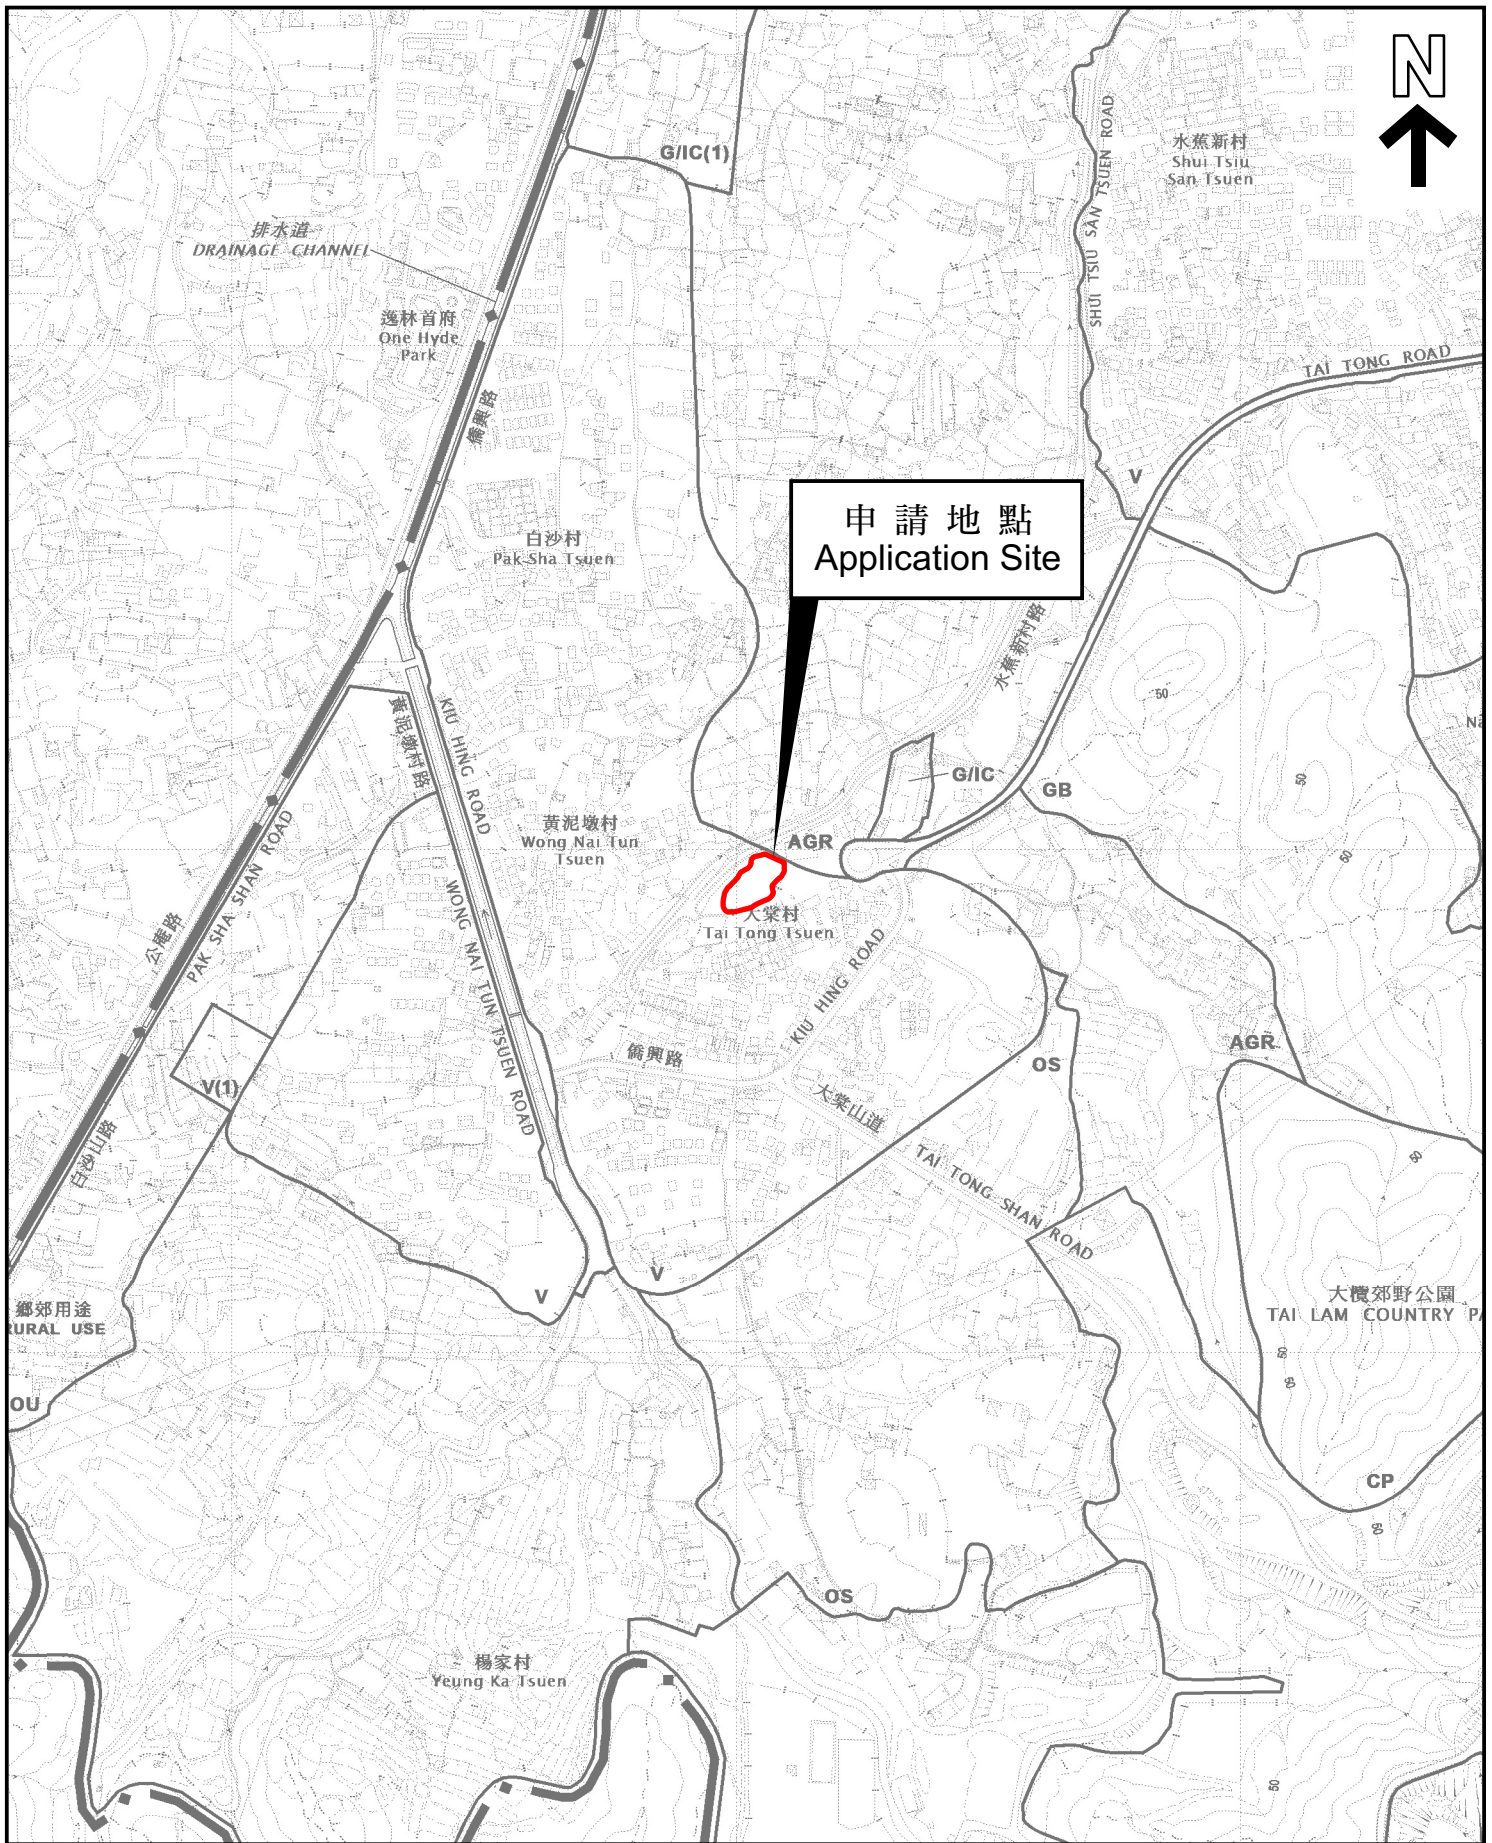 N
G/IC(1)
水蕉新村
Shui Tsiu
San Tsuen
SHUI TSIU SAN TSUEN ROAD
排水道
DRAINAGE CHANNEL
逸林首府
One Hyde
Park
僑興路
TAI TONG ROAD
V
申請地點
Application Site
白沙村
Pak Sha Tsuen
水蕉新村路
50
黃泥墩村路
KIU HING ROAD
50
G/IC
GB
黃泥墩村
Wong Nai Tun
Tsuen
AGR
50
PAK SHA SHAN ROAD
公庵路
WONG NAI TUN TSUEN ROAD
大棠村
Tai Tong Tsuen
KIU HING ROAD
僑興路
AGR
OS
V(1)
大棠山道
白沙山路
TAI TONG SHAN ROAD
50
V
V
大欖郊野公園
TAI LAM COUNTRY PA
鄉郊用途
RURAL USE
50
50
OU
CP
50
OS
楊家村
Yeung Ka Tsuen
50